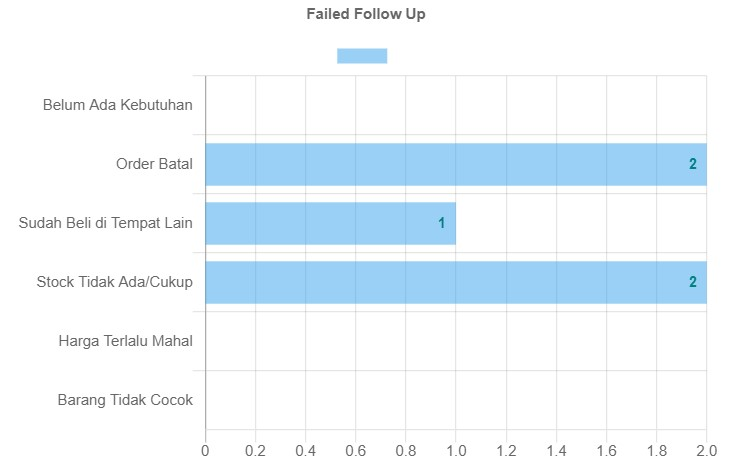 Failed Follow Up
Belum Ada Kebutuhan
Order Batal
2
Sudah Beli di Tempat Lain
1
Stock Tidak Ada/Cukup
2
Harga Terlalu Mahal
Barang Tidak Cocok
0 0.2 0.4 0.6 0.8 1.0 1.2 1.4 1.6 1.8 2.0